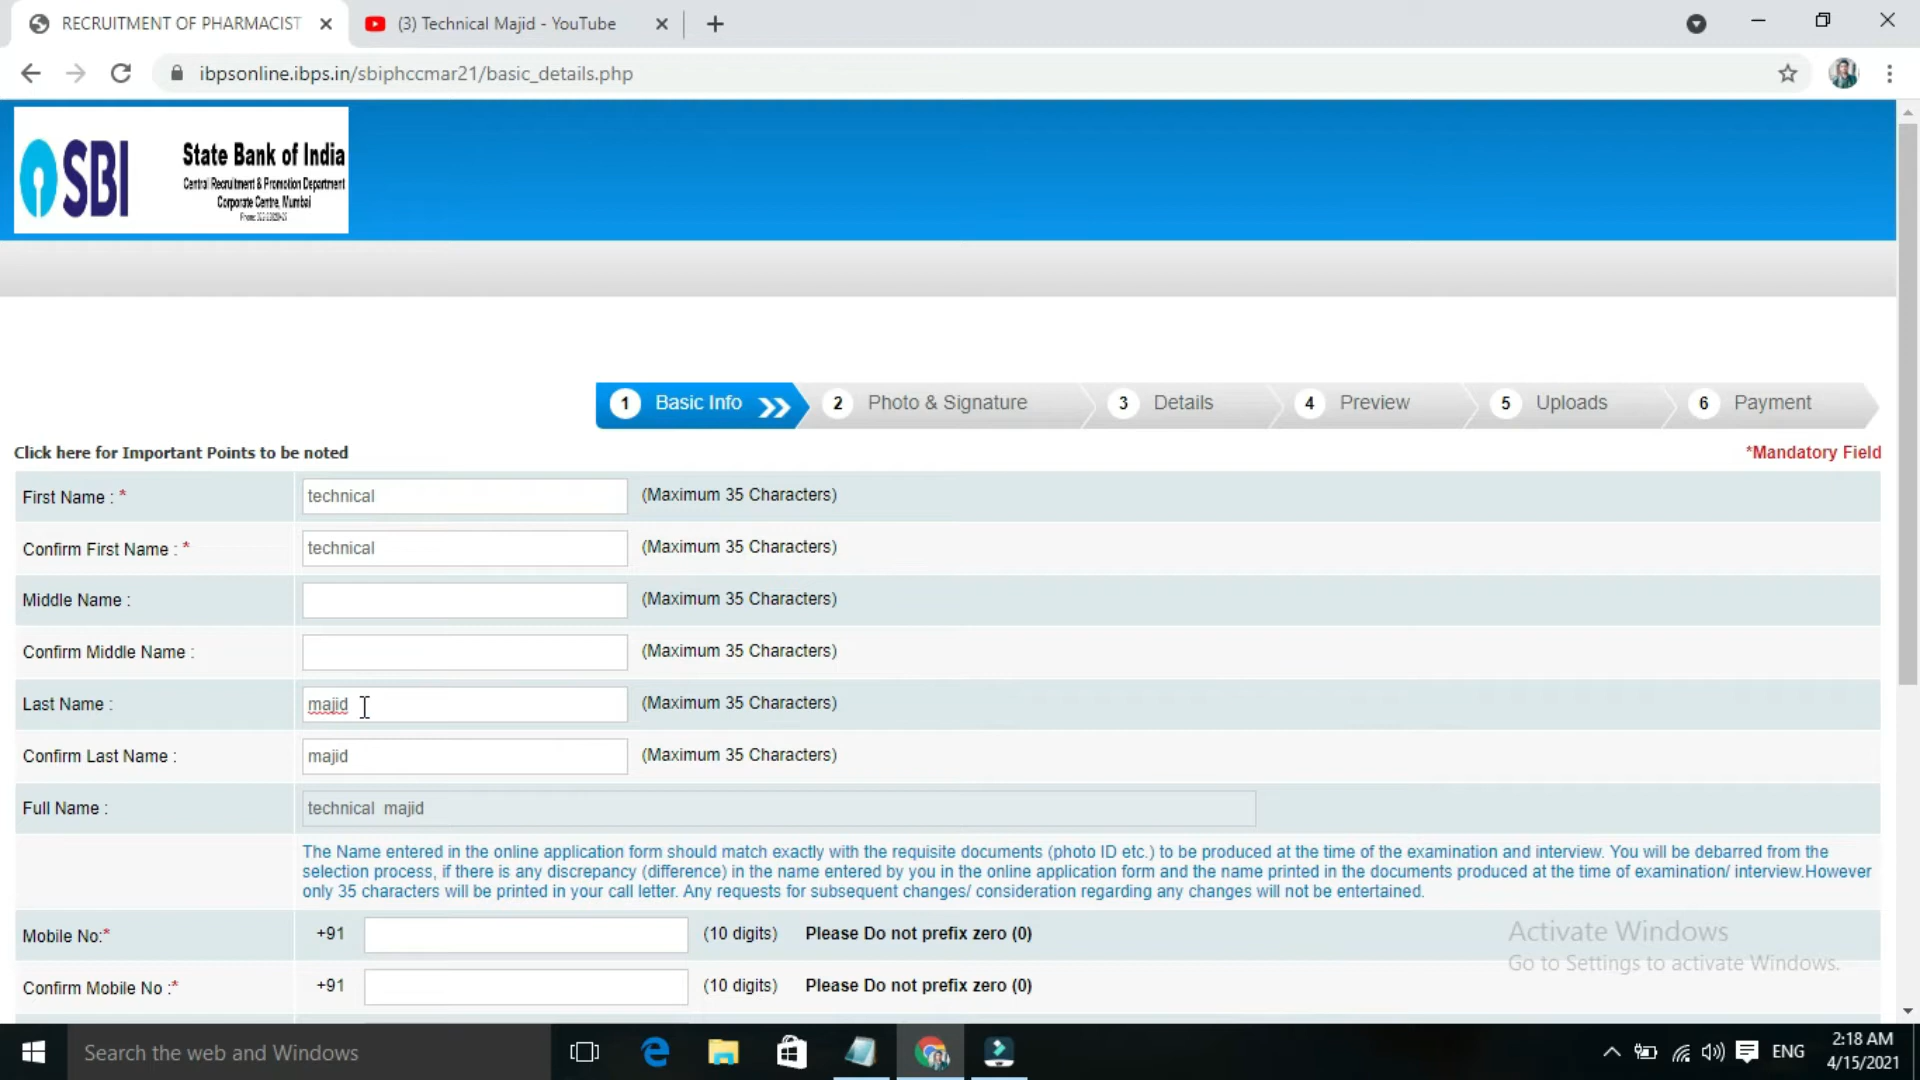 RECRUITMENT OF PHARMACIST
(3) Technical Majid - YouTube
ibpsonline.ibps.in/sbiphccmar21/basic_details.php
SBI
State Bank of India
Central Recruitment & Promotion Department
Corporate Centre, Mumbai
1 Basic Info
2 Photo & Signature
3 Details
4 Preview
5 Uploads
6 Payment
Click here for Important Points to be noted
*Mandatory Field
First Name : * technical (Maximum 35 Characters)
Confirm First Name : * technical (Maximum 35 Characters)
Middle Name : (Maximum 35 Characters)
Confirm Middle Name : (Maximum 35 Characters)
Last Name : majid (Maximum 35 Characters)
Confirm Last Name : majid (Maximum 35 Characters)
Full Name : technical  majid
The Name entered in the online application form should match exactly with the requisite documents (photo ID etc.) to be produced at the time of the examination and interview. You will be debarred from the
selection process, if there is any discrepancy (difference) in the name entered by you in the online application form and the name printed in the documents produced at the time of examination/ interview.However
only 35 characters will be printed in your call letter. Any requests for subsequent changes/ consideration regarding any changes will not be entertained.
Mobile No:* +91 (10 digits) Please Do not prefix zero (0)
Confirm Mobile No :* +91 (10 digits) Please Do not prefix zero (0)
Activate Windows
Go to Settings to activate Windows.
Search the web and Windows
ENG
2:18 AM
4/15/2021